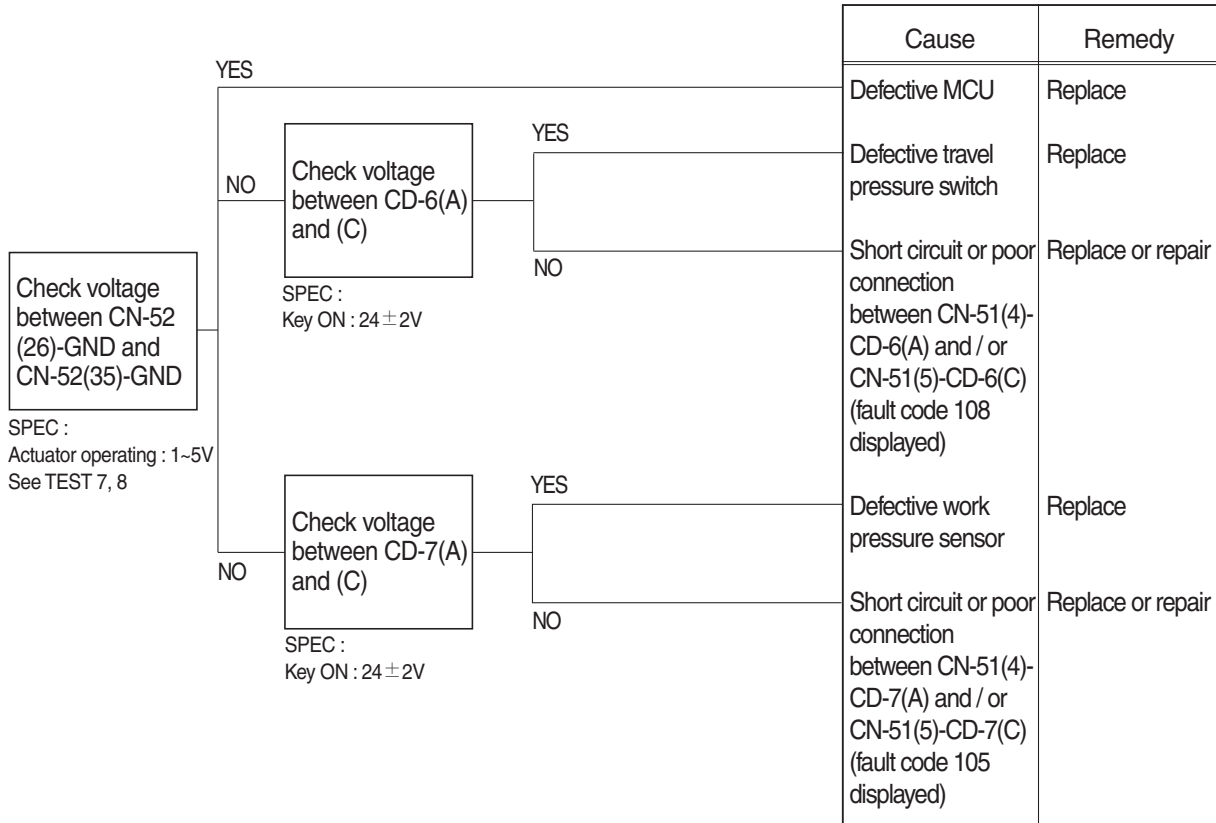 Check voltage
between CN-52
(26)-GND and
CN-52(35)-GND
SPEC :
Actuator operating : 1~5V
See TEST 7, 8
YES
NO
Check voltage
between CD-6(A)
and (C)
SPEC :
Key ON : 24±2V
YES
NO
NO
Check voltage
between CD-7(A)
and (C)
SPEC :
Key ON : 24±2V
YES
NO
Cause
Remedy
Defective MCU
Replace
Defective travel
pressure switch
Replace
Short circuit or poor
connection
between CN-51(4)-
CD-6(A) and / or
CN-51(5)-CD-6(C)
(fault code 108
displayed)
Replace or repair
Defective work
pressure sensor
Replace
Short circuit or poor
connection
between CN-51(4)-
CD-7(A) and / or
CN-51(5)-CD-7(C)
(fault code 105
displayed)
Replace or repair